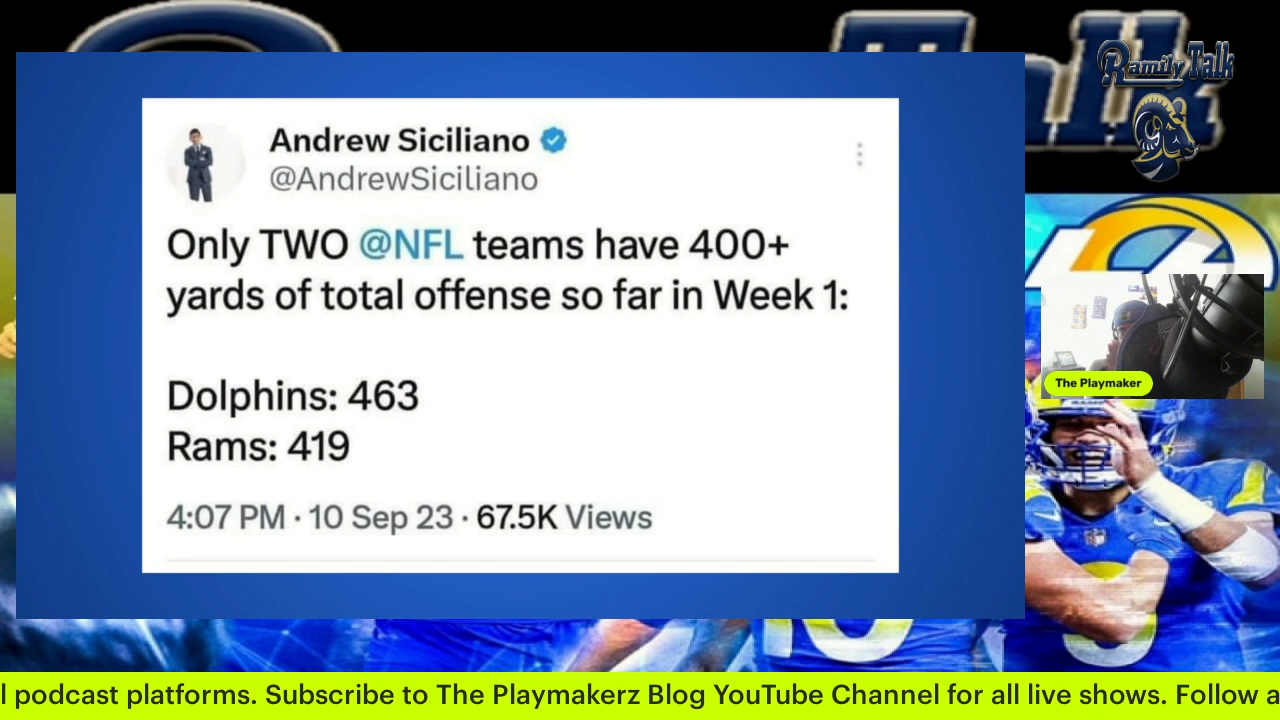 Talk
Ramily Talk
Andrew Siciliano
@AndrewSiciliano
Only TWO @NFL teams have 400+
yards of total offense so far in Week 1:
Dolphins: 463
Rams: 419
4:07 PM · 10 Sep 23 · 67.5K Views
The Playmaker
l podcast platforms. Subscribe to The Playmakerz Blog YouTube Channel for all live shows. Follow a